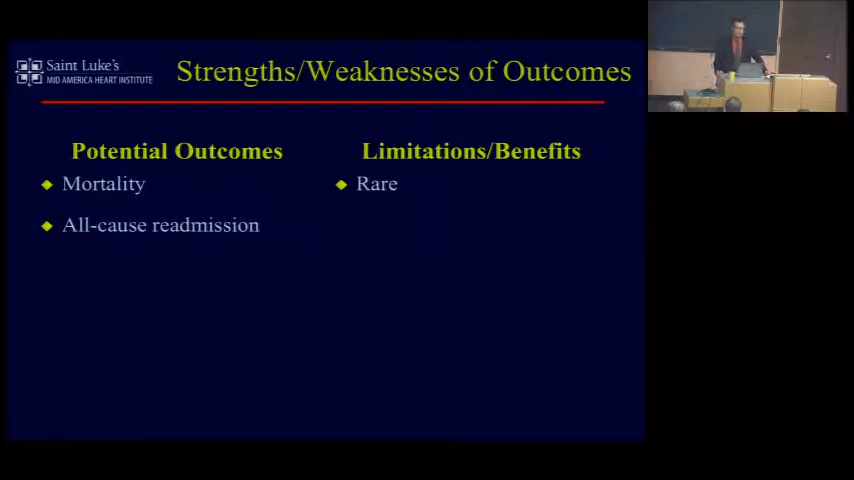 Saint Luke's
MID AMERICA HEART INSTITUTE
Strengths/Weaknesses of Outcomes
Potential Outcomes
Limitations/Benefits
Mortality
Rare
All-cause readmission